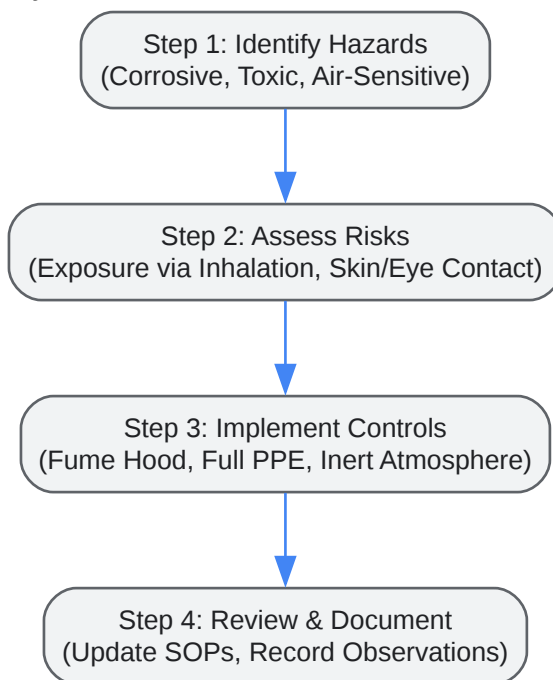 Step 1: Identify Hazards
(Corrosive, Toxic, Air-Sensitive)
Step 2: Assess Risks
(Exposure via Inhalation, Skin/Eye Contact)
Step 3: Implement Controls
(Fume Hood, Full PPE, Inert Atmosphere)
Step 4: Review & Document
(Update SOPs, Record Observations)